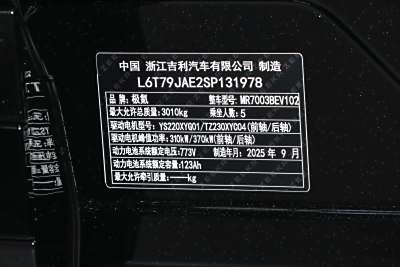 中国 浙江吉利汽车有限公司 制造
L6T79JAE2SP131978
品牌：极氪 整车型号：MR7003BEV102
最大允许总质量：3010kg 乘坐人数：5
驱动电机型号：YS220XYG01/TZ230XYC04(前轴/后轴)
驱动电机峰值功率：310kW/370kW(前轴/后轴)
动力电池系统额定电压：773V 制造年月：2025 年 9 月
动力电池系统额定容量：123Ah
最大允许牵引质量：——kg